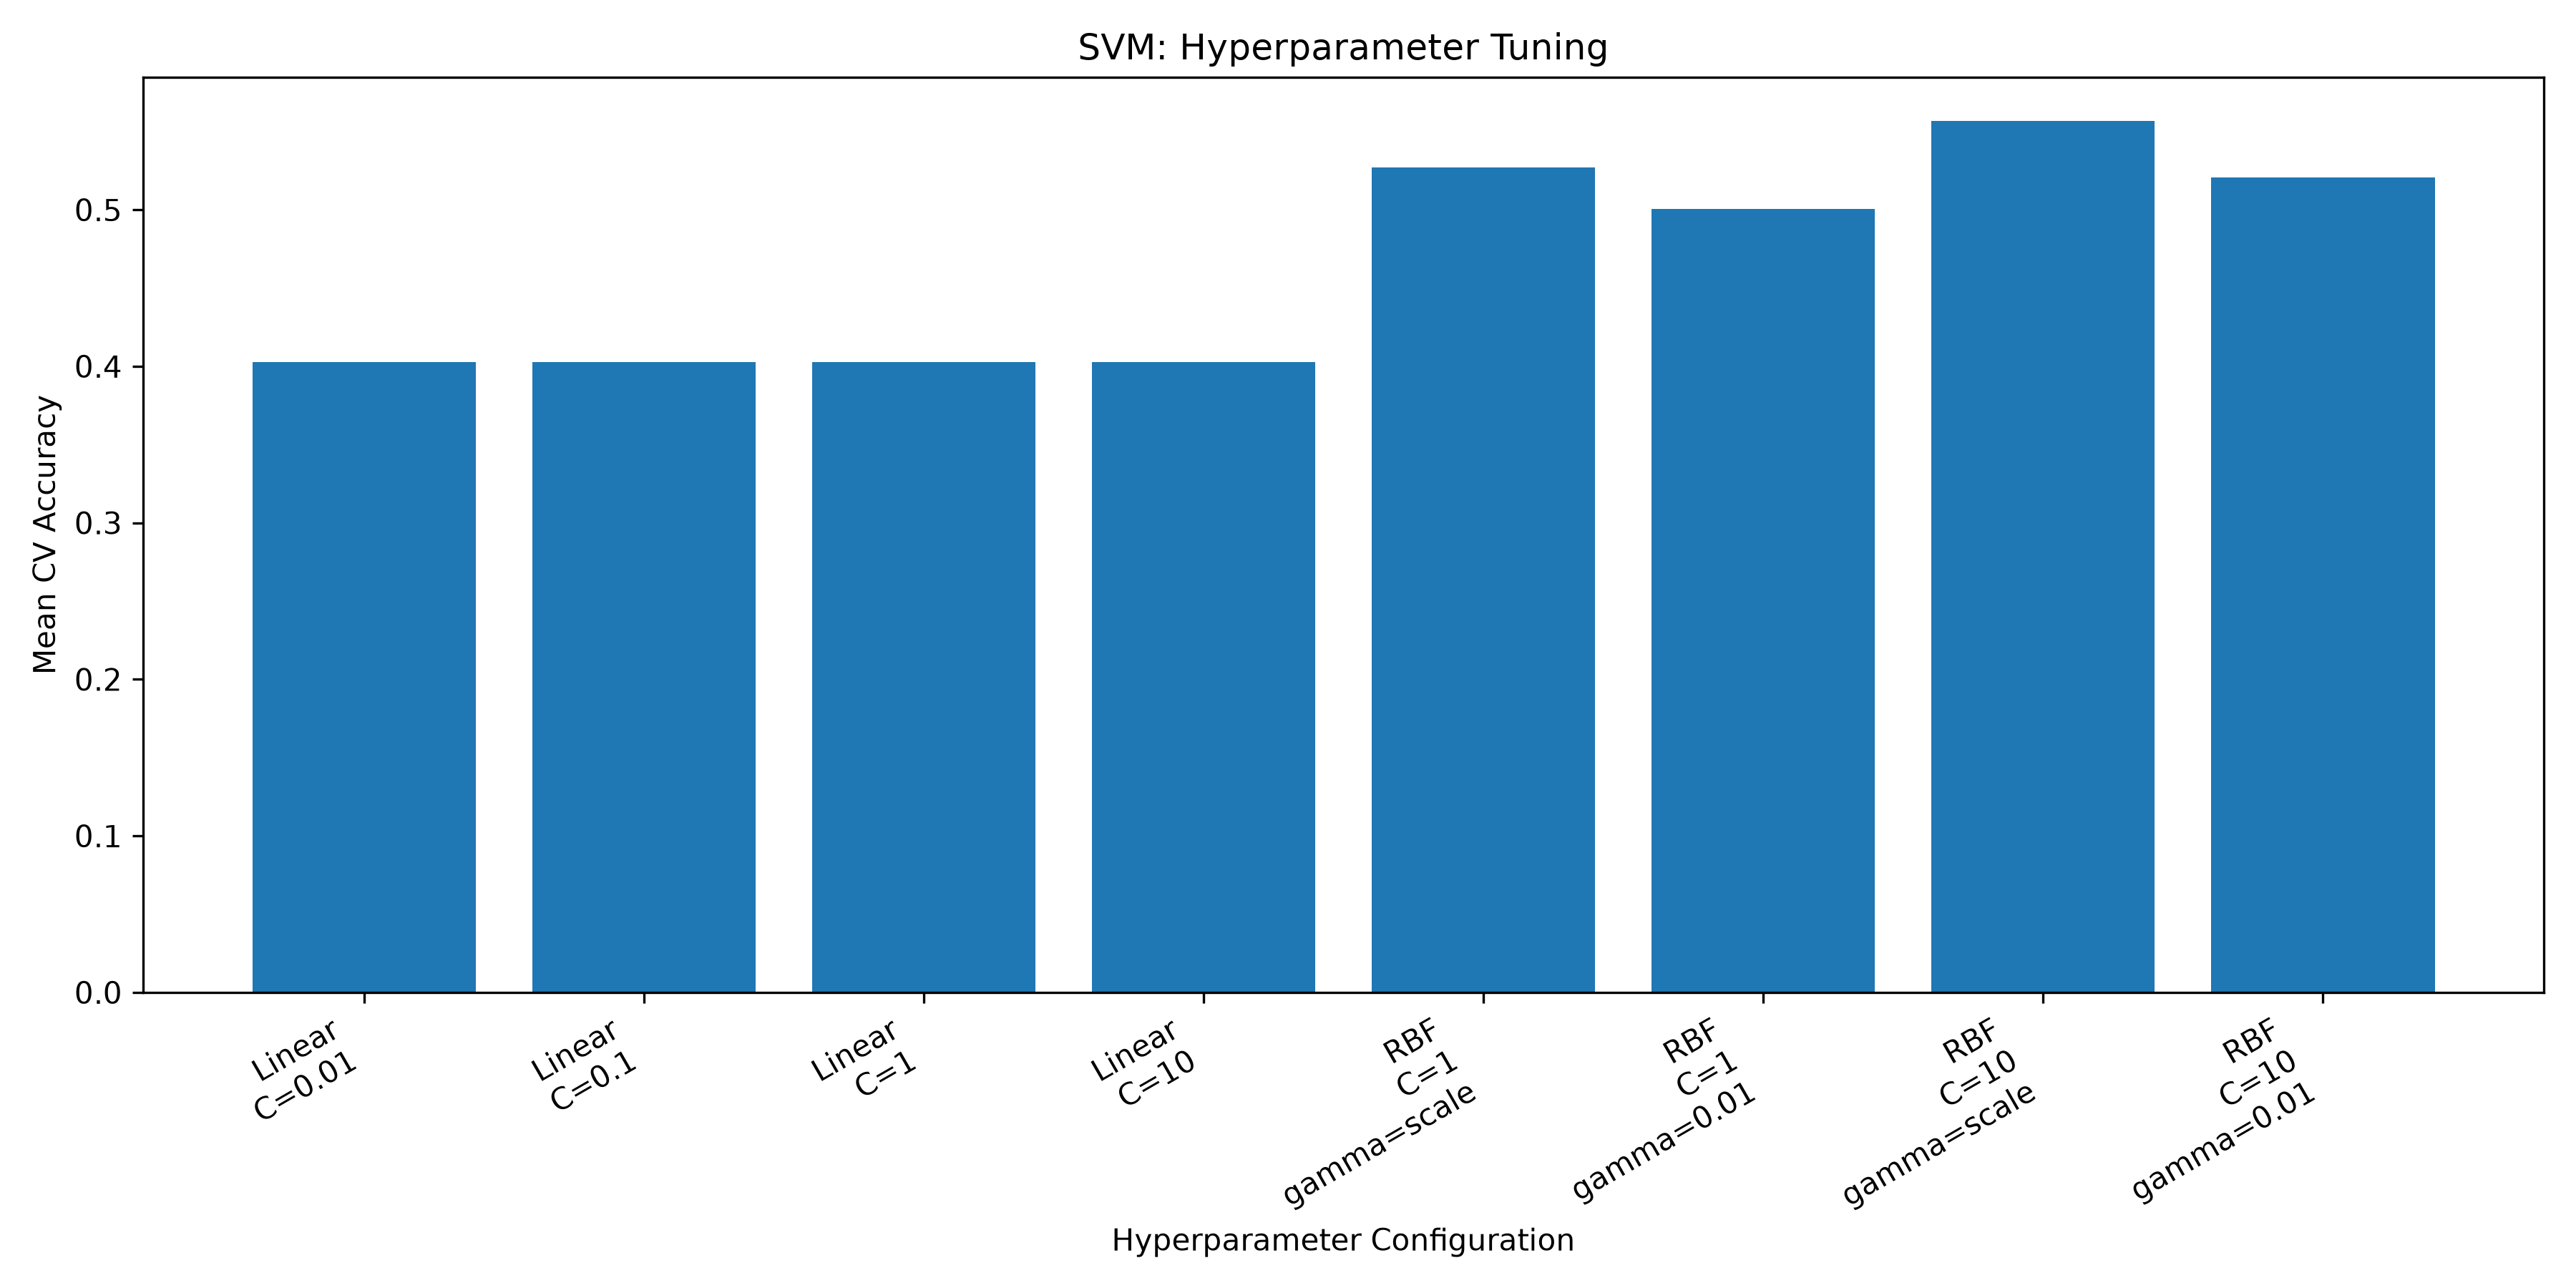 SVM: Hyperparameter Tuning
Mean CV Accuracy
0.5
0.4
0.3
0.2
0.1
0.0
Linear
C=0.01
Linear
C=0.1
Linear
C=1
Linear
C=10
RBF
C=1
gamma=scale
RBF
C=1
gamma=0.01
RBF
C=10
gamma=scale
RBF
C=10
gamma=0.01
Hyperparameter Configuration